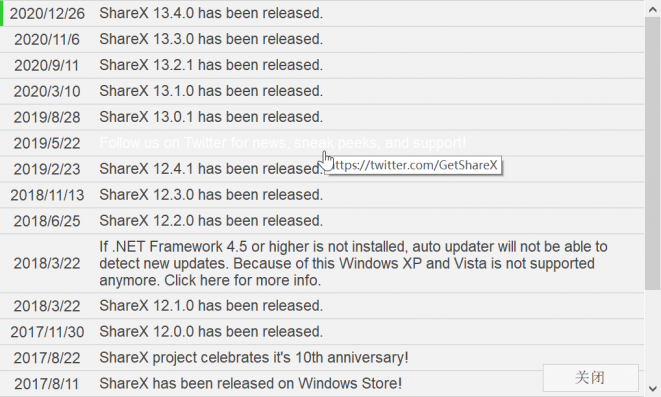 2020/12/26 ShareX 13.4.0 has been released.
2020/11/6 ShareX 13.3.0 has been released.
2020/9/11 ShareX 13.2.1 has been released.
2020/3/10 ShareX 13.1.0 has been released.
2019/8/28 ShareX 13.0.1 has been released.
2019/5/22 Follow us on Twitter for news, sneak peeks, and support!
2019/2/23 ShareX 12.4.1 has been released. https://twitter.com/GetShareX
2018/11/13 ShareX 12.3.0 has been released.
2018/6/25 ShareX 12.2.0 has been released.
If .NET Framework 4.5 or higher is not installed, auto updater will not be able to
2018/3/22 detect new updates. Because of this Windows XP and Vista is not supported
anymore. Click here for more info.
2018/3/22 ShareX 12.1.0 has been released.
2017/11/30 ShareX 12.0.0 has been released.
2017/8/22 ShareX project celebrates it's 10th anniversary!
2017/8/11 ShareX has been released on Windows Store!
关闭